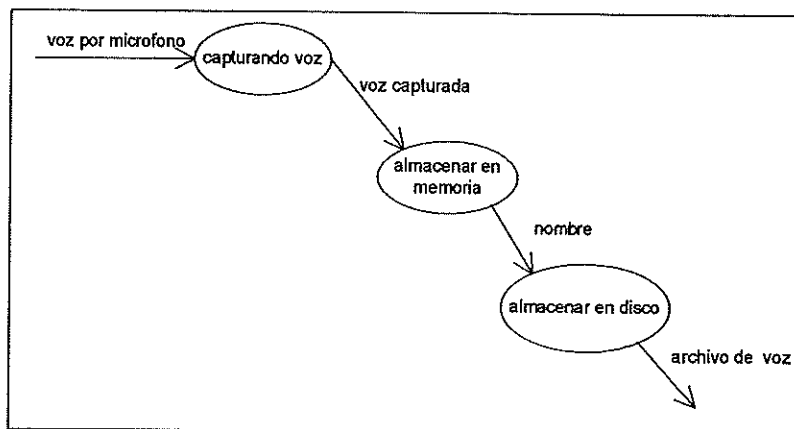 voz por microfono
capturando voz
voz capturada
almacenar en
memoria
nombre
almacenar en disco
archivo de voz